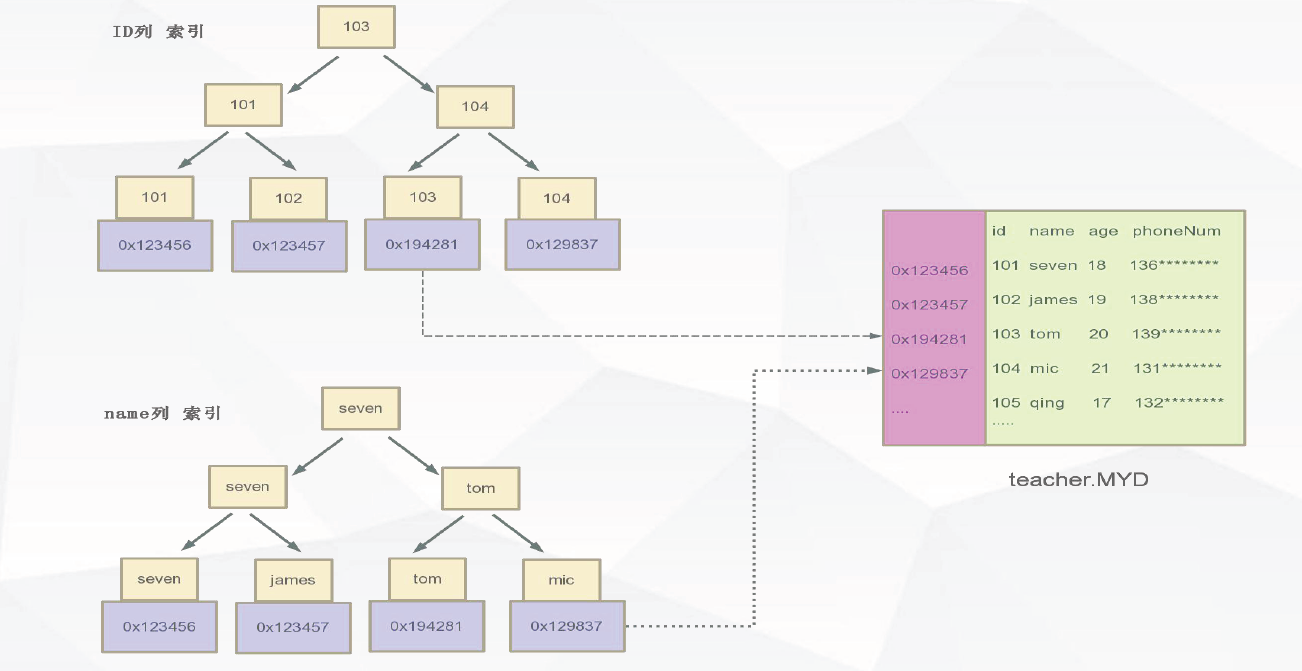 ID列 索引
103
101
104
101
102
103
104
0x123456
0x123457
0x194281
0x129837
id name age phoneNum
0x123456 101 seven 18 136********
0x123457 102 james 19 138********
0x194281 103 tom 20 139********
0x129837 104 mic 21 131********
.... 105 qing 17 132********
.....
teacher.MYD
name列 索引
seven
seven
tom
seven
james
tom
mic
0x123456
0x123457
0x194281
0x129837